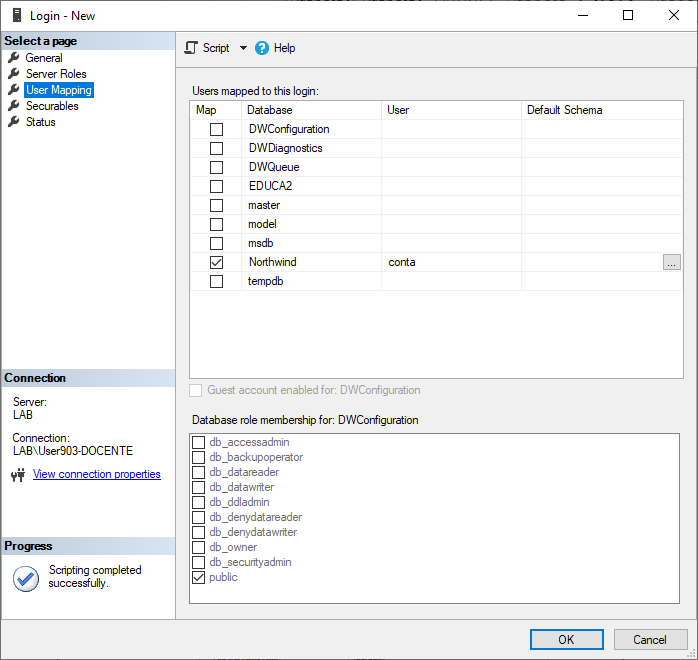 Login - New
Select a page
General
Server Roles
User Mapping
Securables
Status
Connection
Server:
LAB
Connection:
LAB\User903-DOCENTE
View connection properties
Progress
Scripting completed
successfully.
Script Help
Users mapped to this login:
Map Database User Default Schema
DWConfiguration
DWDiagnostics
DWQueue
EDUCA2
master
model
msdb
Northwind conta ...
tempdb
Guest account enabled for: DWConfiguration
Database role membership for: DWConfiguration
db_accessadmin
db_backupoperator
db_datareader
db_datawriter
db_ddladmin
db_denydatareader
db_denydatawriter
db_owner
db_securityadmin
public
OK Cancel